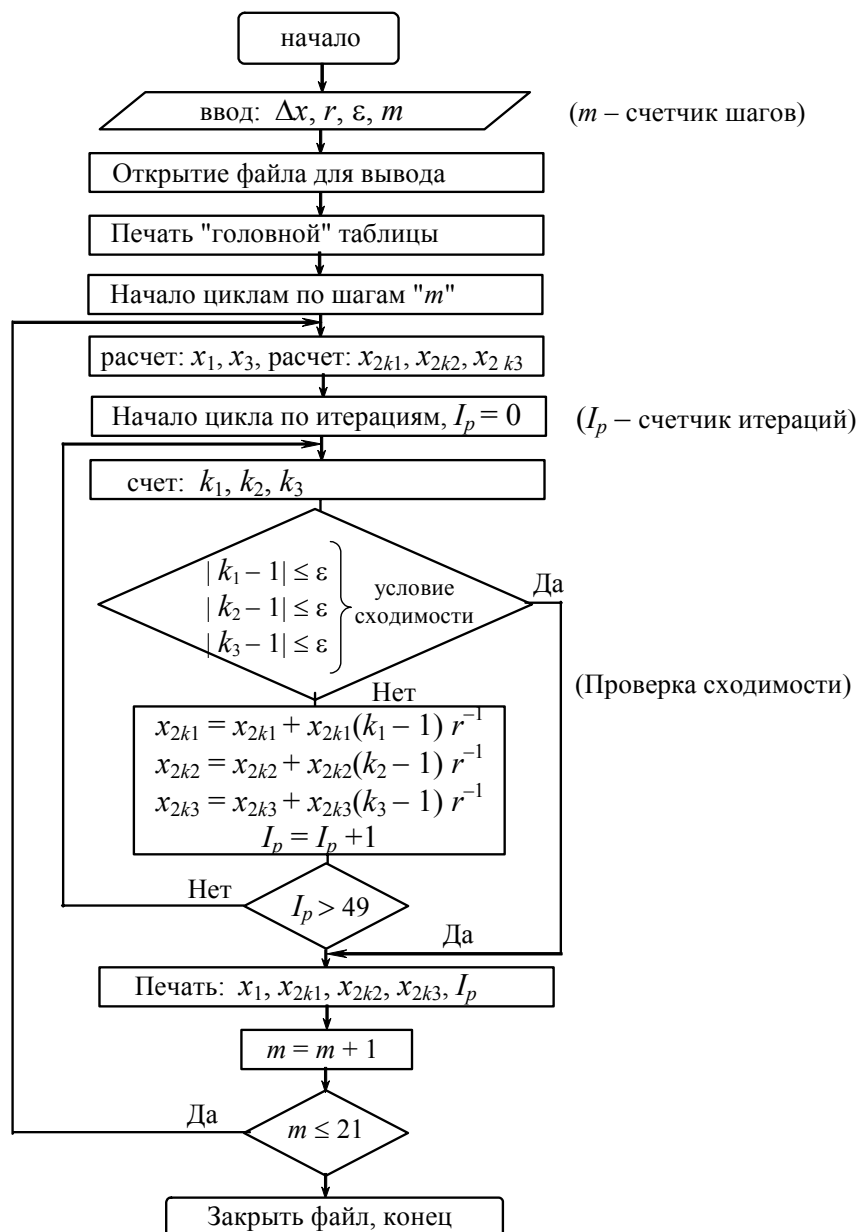 начало
ввод: Δx, r, ε, m
(m – счетчик шагов)
Открытие файла для вывода
Печать "головной" таблицы
Начало циклам по шагам "m"
расчет: x₁, x₃, расчет: x₂ₖ₁, x₂ₖ₂, x₂ ₖ₃
Начало цикла по итерациям, Iₚ = 0
(Iₚ – счетчик итераций)
счет: k₁, k₂, k₃
| k₁ – 1| ≤ ε
| k₂ – 1| ≤ ε
| k₃ – 1| ≤ ε
условие
сходимости
Да
(Проверка сходимости)
Нет
x₂ₖ₁ = x₂ₖ₁ + x₂ₖ₁(k₁ – 1) r⁻¹
x₂ₖ₂ = x₂ₖ₂ + x₂ₖ₂(k₂ – 1) r⁻¹
x₂ₖ₃ = x₂ₖ₃ + x₂ₖ₃(k₃ – 1) r⁻¹
Iₚ = Iₚ +1
Нет
Iₚ > 49
Да
Печать: x₁, x₂ₖ₁, x₂ₖ₂, x₂ₖ₃, Iₚ
m = m + 1
Да
m ≤ 21
Закрыть файл, конец